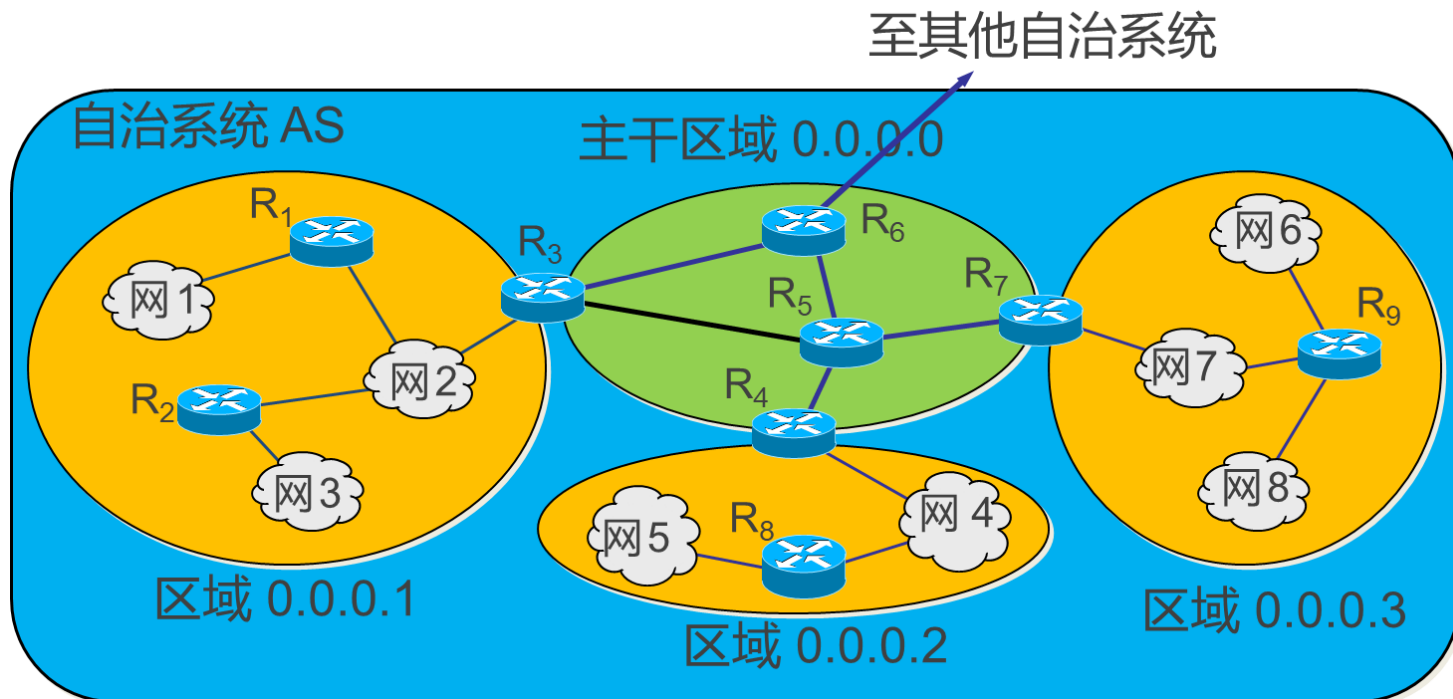 至其他自治系统
自治系统 AS
主干区域 0.0.0.0
R1
R3
R6
网6
网1
R5
R7
R9
网2
网7
R2
R4
网3
网8
网5
R8
网4
区域 0.0.0.1
区域 0.0.0.2
区域 0.0.0.3